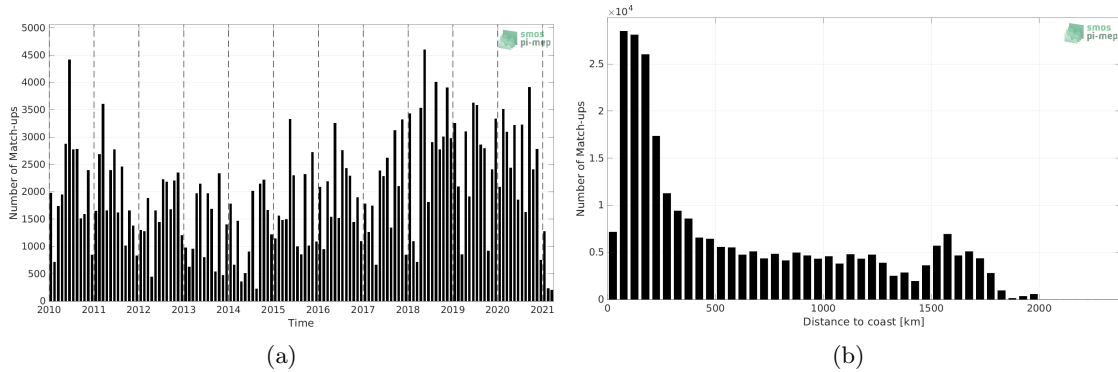 5000
4500
4000
3500
3000
2500
2000
1500
1000
500
0
Number of Match-ups
2010 2011 2012 2013 2014 2015 2016 2017 2018 2019 2020 2021
Time
smos
pi-mep
(a)
×10⁴
2.5
2
1.5
1
0.5
0
Number of Match-ups
0 500 1000 1500 2000
Distance to coast [km]
smos
pi-mep
(b)